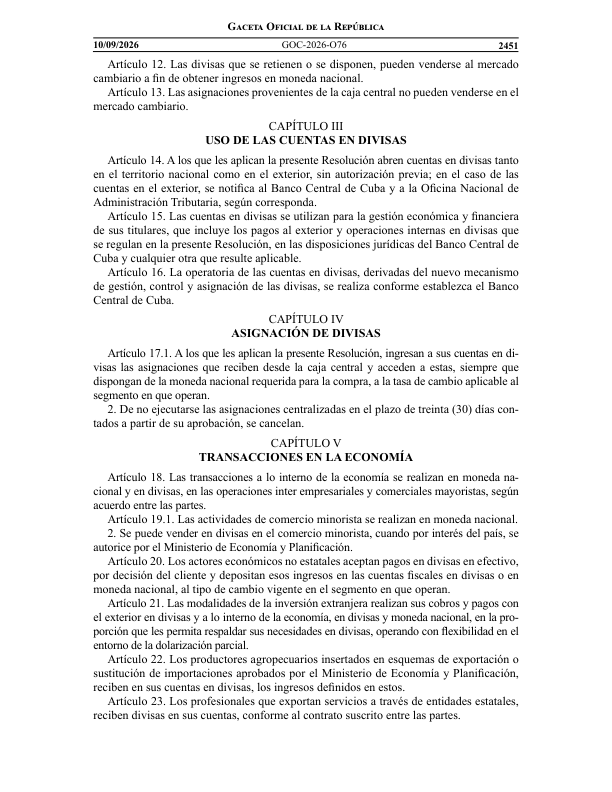 Gaceta Oficial de la República
10/09/2026 GOC-2026-O76 2451
Artículo 12. Las divisas que se retienen o se disponen, pueden venderse al mercado
cambiario a fin de obtener ingresos en moneda nacional.
Artículo 13. Las asignaciones provenientes de la caja central no pueden venderse en el
mercado cambiario.
CAPÍTULO III
USO DE LAS CUENTAS EN DIVISAS
Artículo 14. A los que les aplican la presente Resolución abren cuentas en divisas tanto
en el territorio nacional como en el exterior, sin autorización previa; en el caso de las
cuentas en el exterior, se notifica al Banco Central de Cuba y a la Oficina Nacional de
Administración Tributaria, según corresponda.
Artículo 15. Las cuentas en divisas se utilizan para la gestión económica y financiera
de sus titulares, que incluye los pagos al exterior y operaciones internas en divisas que
se regulan en la presente Resolución, en las disposiciones jurídicas del Banco Central de
Cuba y cualquier otra que resulte aplicable.
Artículo 16. La operatoria de las cuentas en divisas, derivadas del nuevo mecanismo
de gestión, control y asignación de las divisas, se realiza conforme establezca el Banco
Central de Cuba.
CAPÍTULO IV
ASIGNACIÓN DE DIVISAS
Artículo 17.1. A los que les aplican la presente Resolución, ingresan a sus cuentas en di-
visas las asignaciones que reciben desde la caja central y acceden a estas, siempre que
dispongan de la moneda nacional requerida para la compra, a la tasa de cambio aplicable al
segmento en que operan.
2. De no ejecutarse las asignaciones centralizadas en el plazo de treinta (30) días con-
tados a partir de su aprobación, se cancelan.
CAPÍTULO V
TRANSACCIONES EN LA ECONOMÍA
Artículo 18. Las transacciones a lo interno de la economía se realizan en moneda na-
cional y en divisas, en las operaciones inter empresariales y comerciales mayoristas, según
acuerdo entre las partes.
Artículo 19.1. Las actividades de comercio minorista se realizan en moneda nacional.
2. Se puede vender en divisas en el comercio minorista, cuando por interés del país, se
autorice por el Ministerio de Economía y Planificación.
Artículo 20. Los actores económicos no estatales aceptan pagos en divisas en efectivo,
por decisión del cliente y depositan esos ingresos en las cuentas fiscales en divisas o en
moneda nacional, al tipo de cambio vigente en el segmento en que operan.
Artículo 21. Las modalidades de la inversión extranjera realizan sus cobros y pagos con
el exterior en divisas y a lo interno de la economía, en divisas y moneda nacional, en la pro-
porción que les permita respaldar sus necesidades en divisas, operando con flexibilidad en el
entorno de la dolarización parcial.
Artículo 22. Los productores agropecuarios insertados en esquemas de exportación o
sustitución de importaciones aprobados por el Ministerio de Economía y Planificación,
reciben en sus cuentas en divisas, los ingresos definidos en estos.
Artículo 23. Los profesionales que exportan servicios a través de entidades estatales,
reciben divisas en sus cuentas, conforme al contrato suscrito entre las partes.